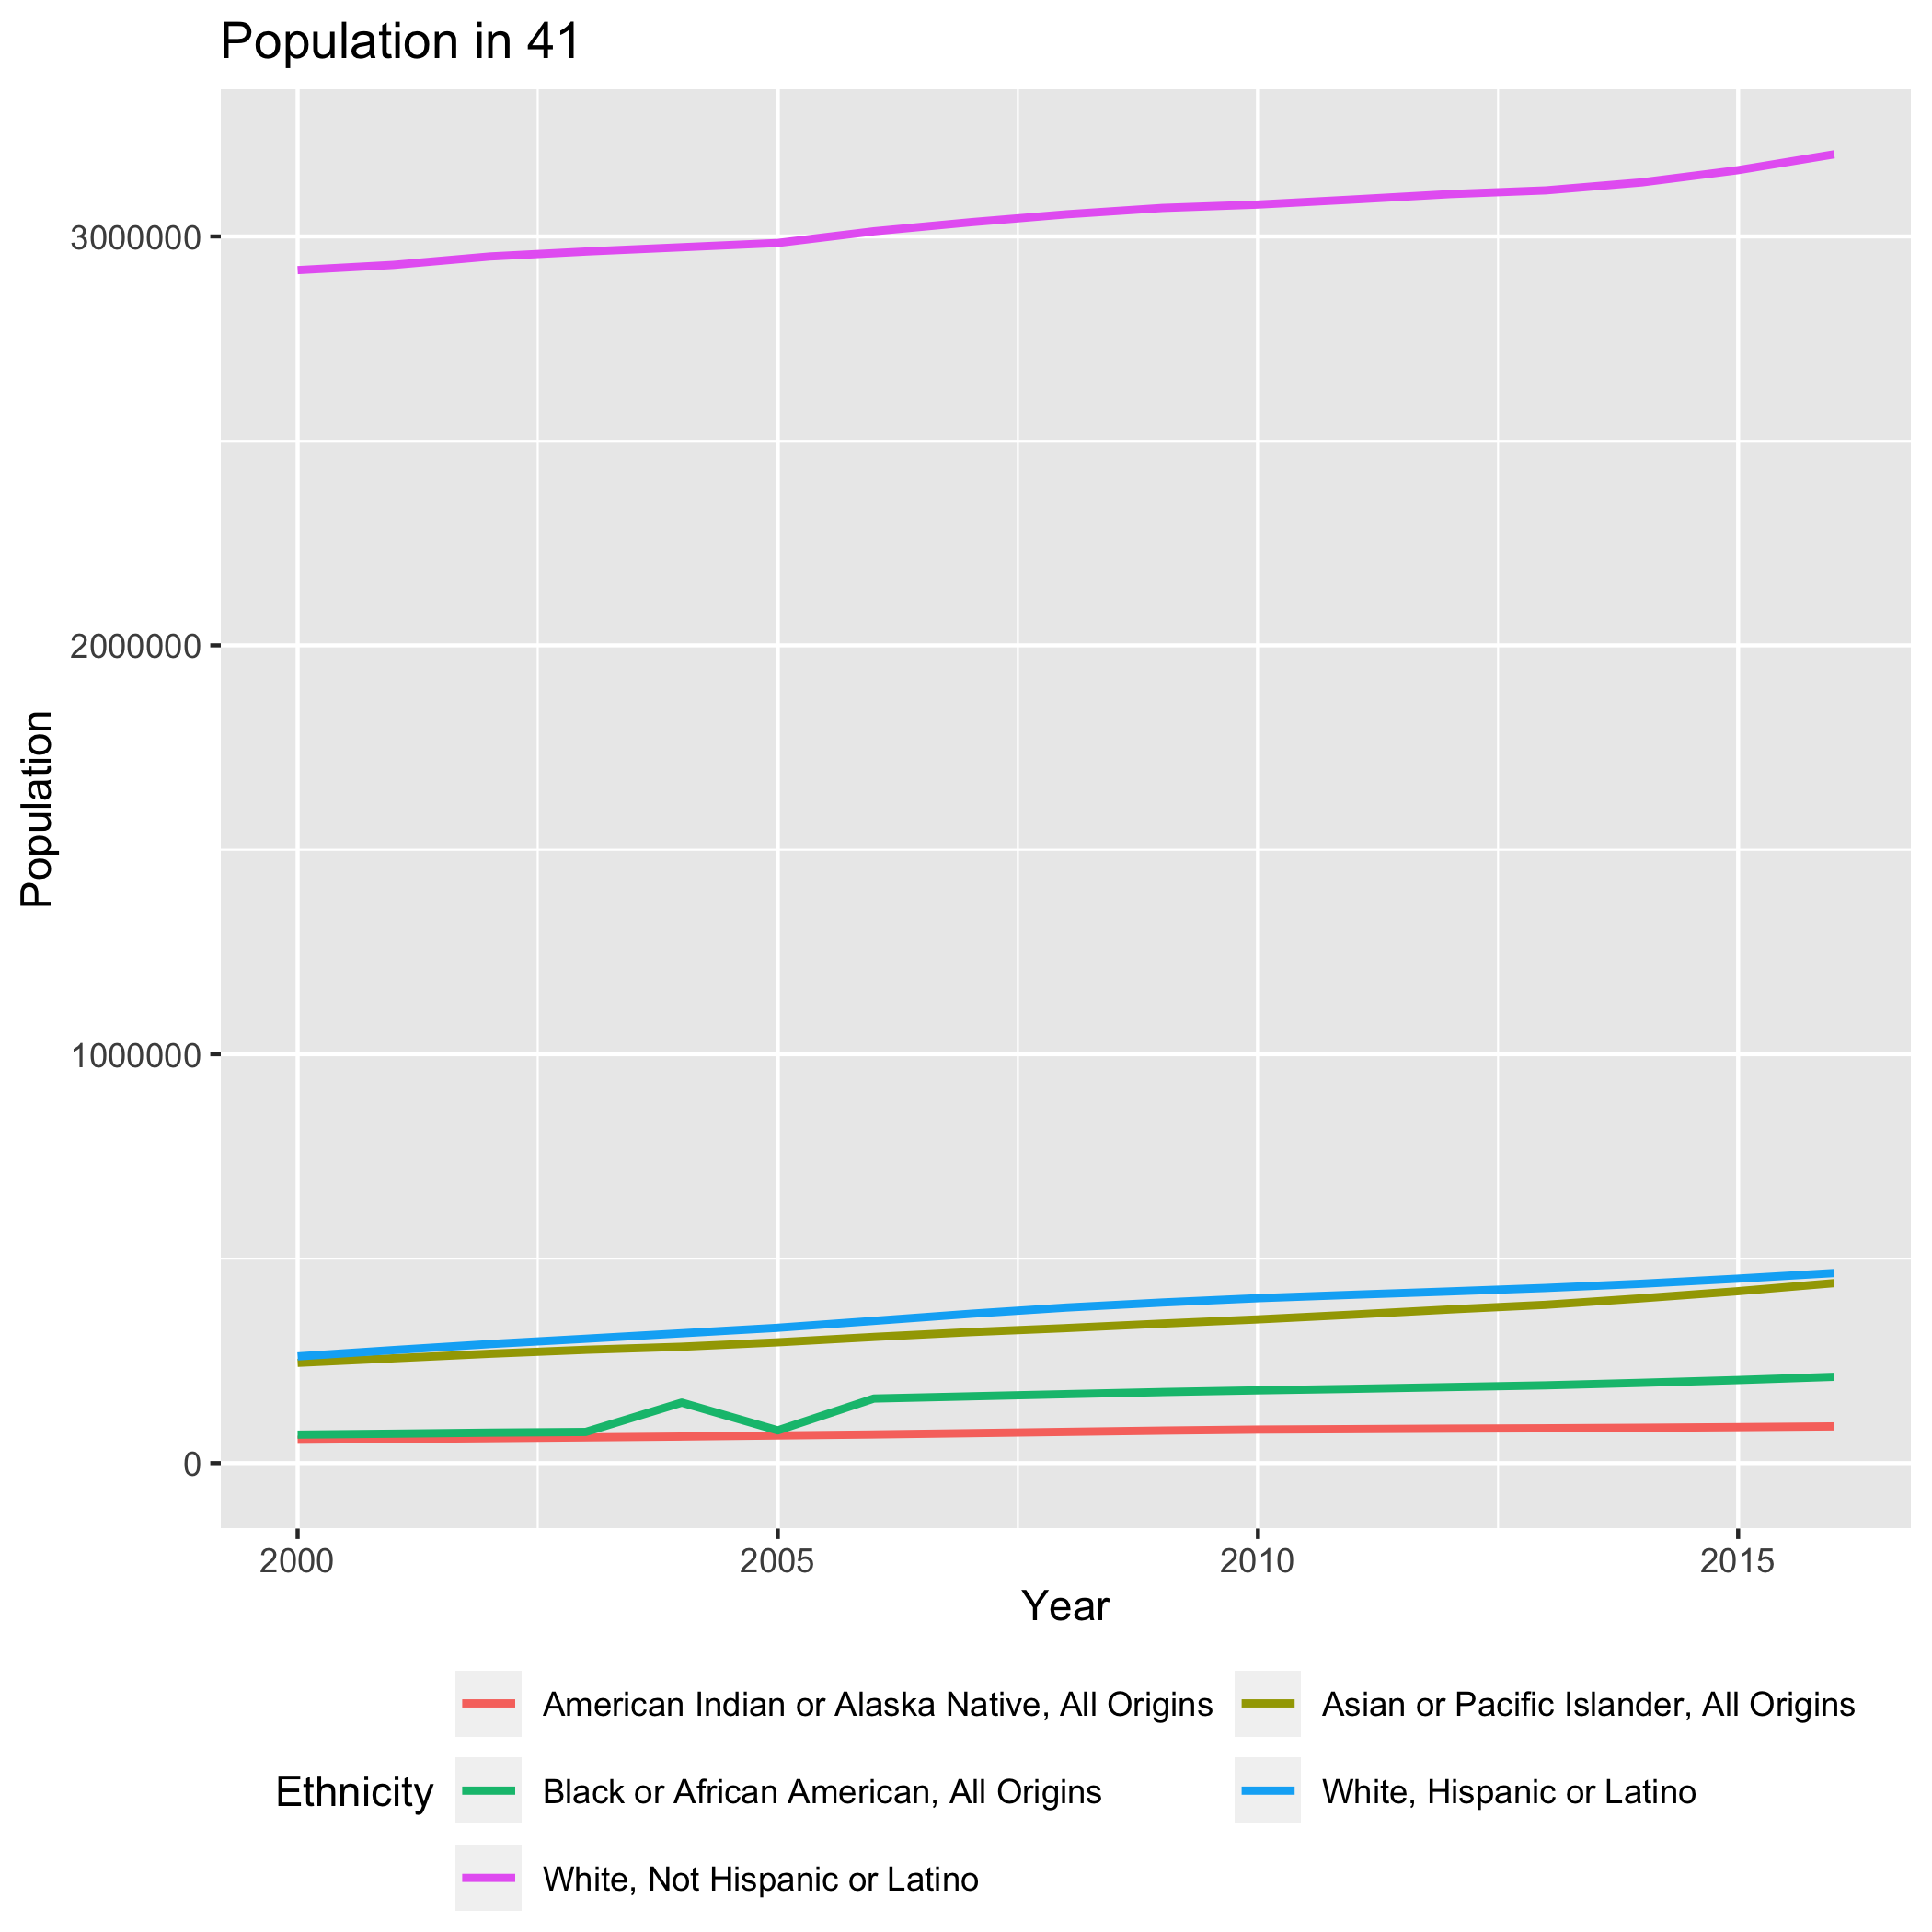 Population in 41
Population
3000000
2000000
1000000
0
2000 2005 2010 2015
Year
Ethnicity
American Indian or Alaska Native, All Origins
Asian or Pacific Islander, All Origins
Black or African American, All Origins
White, Hispanic or Latino
White, Not Hispanic or Latino